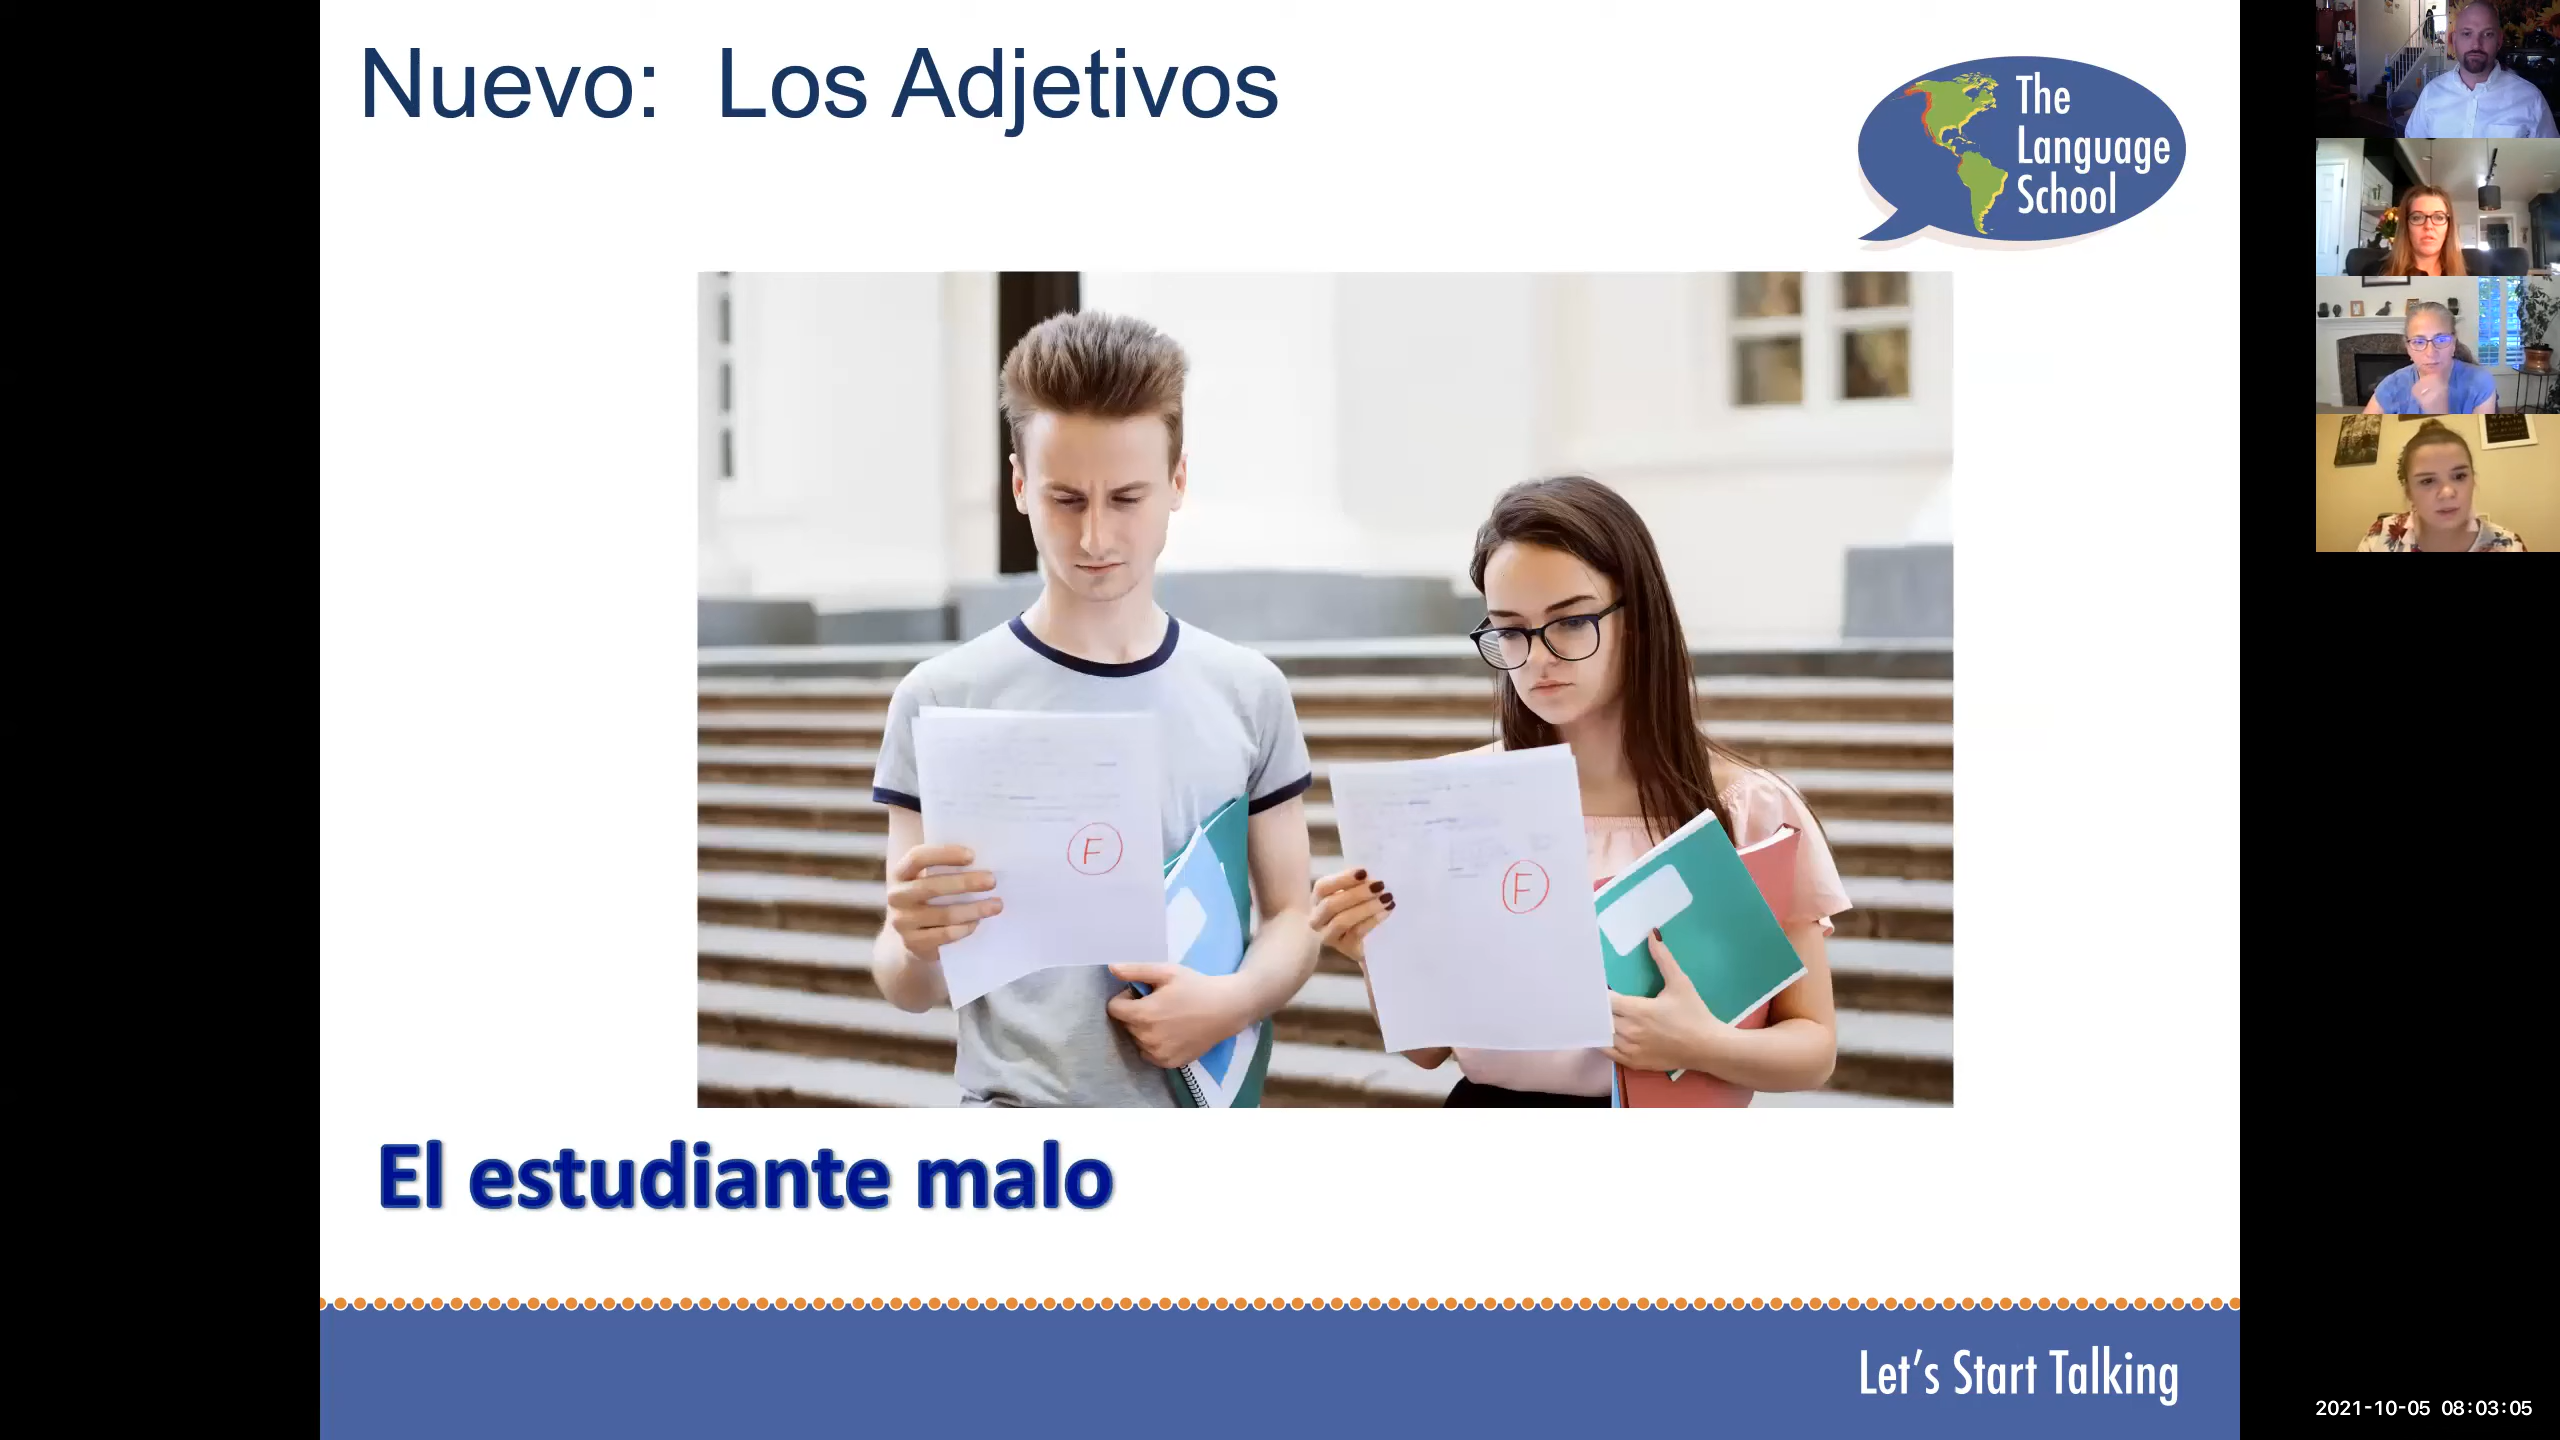 Nuevo: Los Adjetivos
The
Language
School
F
F
El estudiante malo
Let's Start Talking
2021-10-05 08:03:05